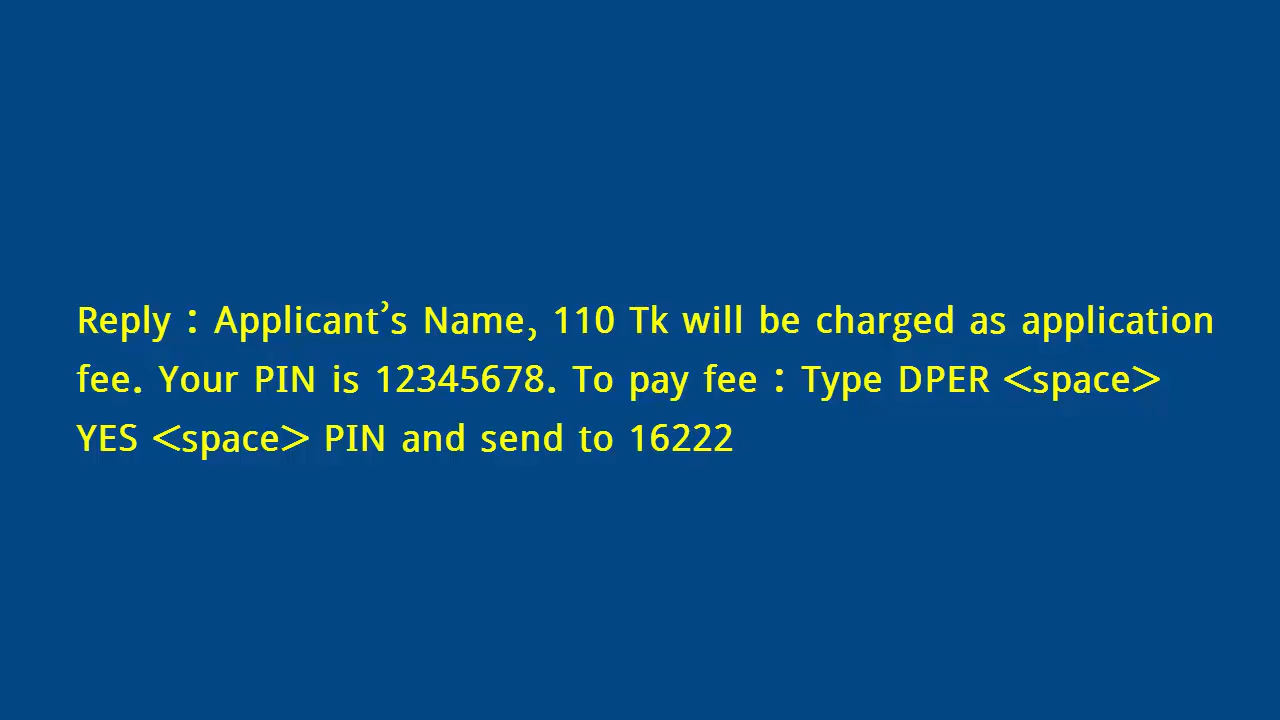 Reply : Applicant’s Name, 110 Tk will be charged as application
fee. Your PIN is 12345678. To pay fee : Type DPER <space>
YES <space> PIN and send to 16222